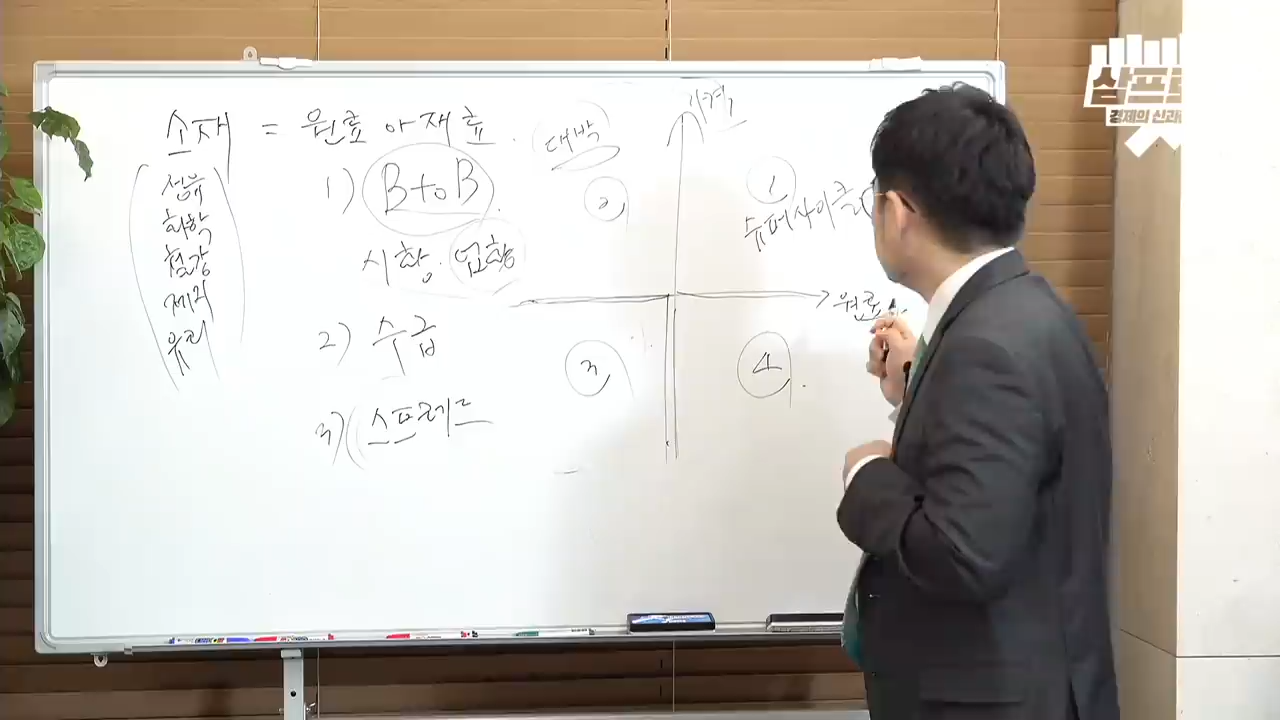 소재 = 원료 아 재료.
섬유
화학
철강
제지
유리
1) B to B
시황. 업황
2) 수급
3) 스프레드
대박
가격
2
1
슈퍼사이클
원료
3
4
삼프로
경제의 신과